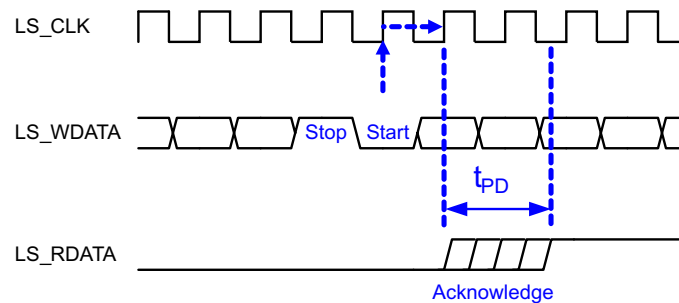 LS_CLK
LS_WDATA
Stop
Start
tPD
LS_RDATA
Acknowledge